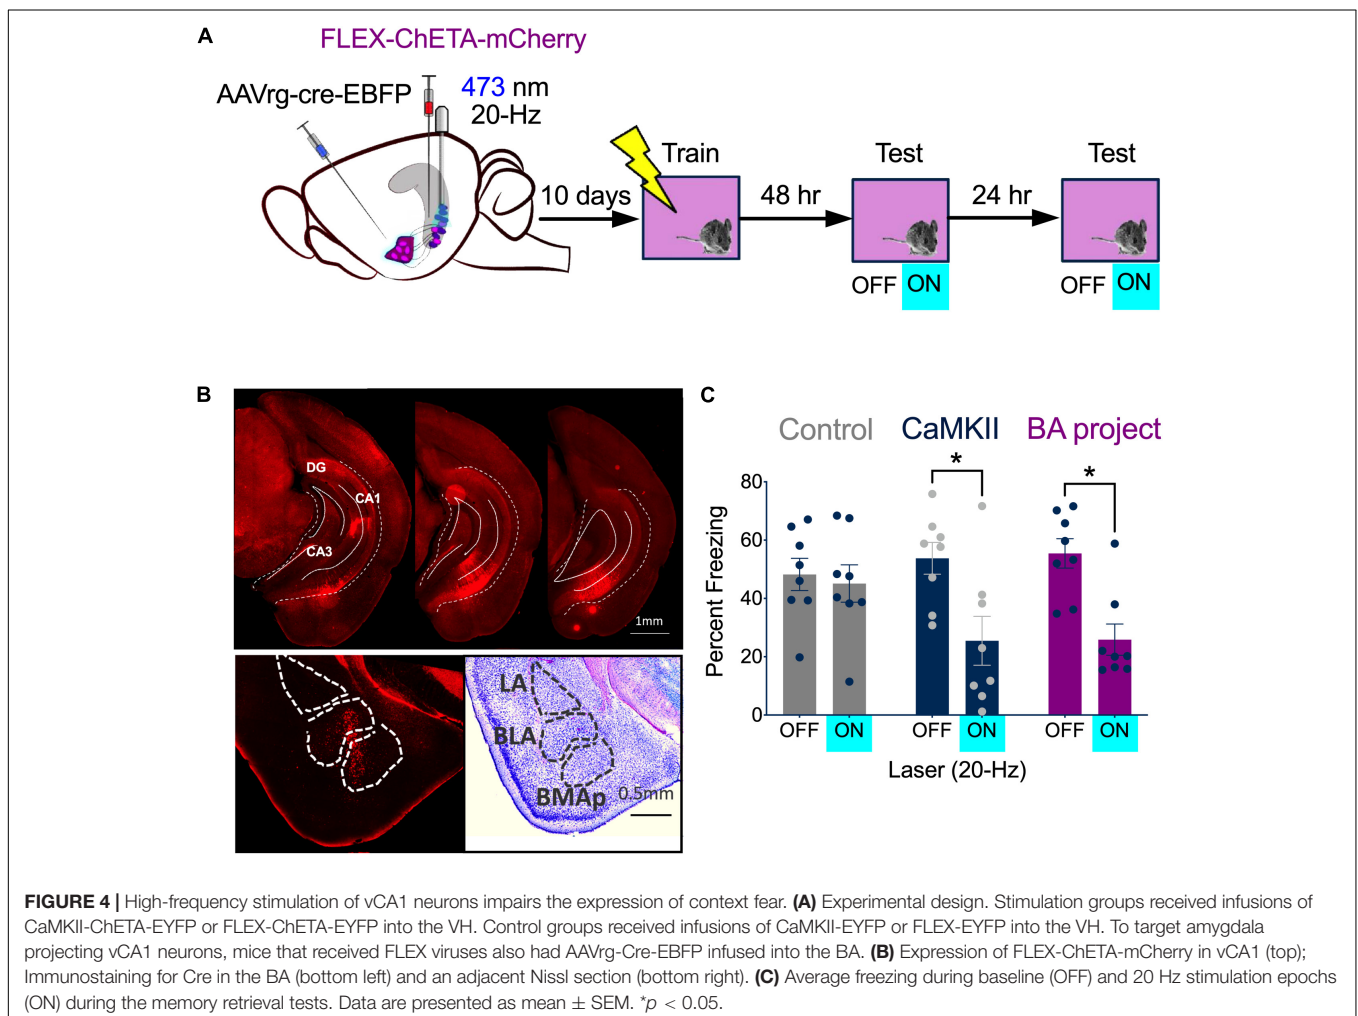 A
FLEX-ChETA-mCherry
AAVrg-cre-EBFP
473 nm
20-Hz
10 days
Train
48 hr
Test
24 hr
Test
OFF ON
OFF ON
B
DG
CA1
CA3
1mm
LA
BLA
BMAp
0.5mm
C
Control CaMKII BA project
* *
Percent Freezing
80
60
40
20
0
OFF ON OFF ON OFF ON
Laser (20-Hz)
FIGURE 4 | High-frequency stimulation of vCA1 neurons impairs the expression of context fear. (A) Experimental design. Stimulation groups received infusions of
CaMKII-ChETA-EYFP or FLEX-ChETA-EYFP into the VH. Control groups received infusions of CaMKII-EYFP or FLEX-EYFP into the VH. To target amygdala
projecting vCA1 neurons, mice that received FLEX viruses also had AAVrg-Cre-EBFP infused into the BA. (B) Expression of FLEX-ChETA-mCherry in vCA1 (top);
Immunostaining for Cre in the BA (bottom left) and an adjacent Nissl section (bottom right). (C) Average freezing during baseline (OFF) and 20 Hz stimulation epochs
(ON) during the memory retrieval tests. Data are presented as mean ± SEM. *p < 0.05.